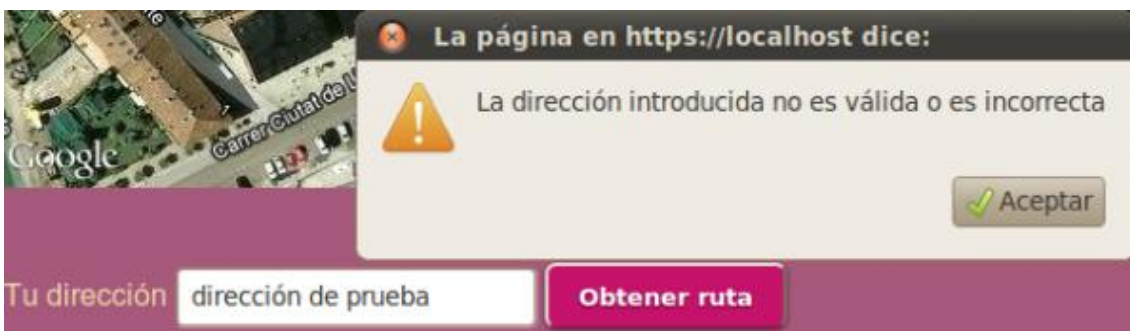 La página en https://localhost dice:
La dirección introducida no es válida o es incorrecta
Carrer Ciutat de
Google
Aceptar
Tu dirección
dirección de prueba
Obtener ruta